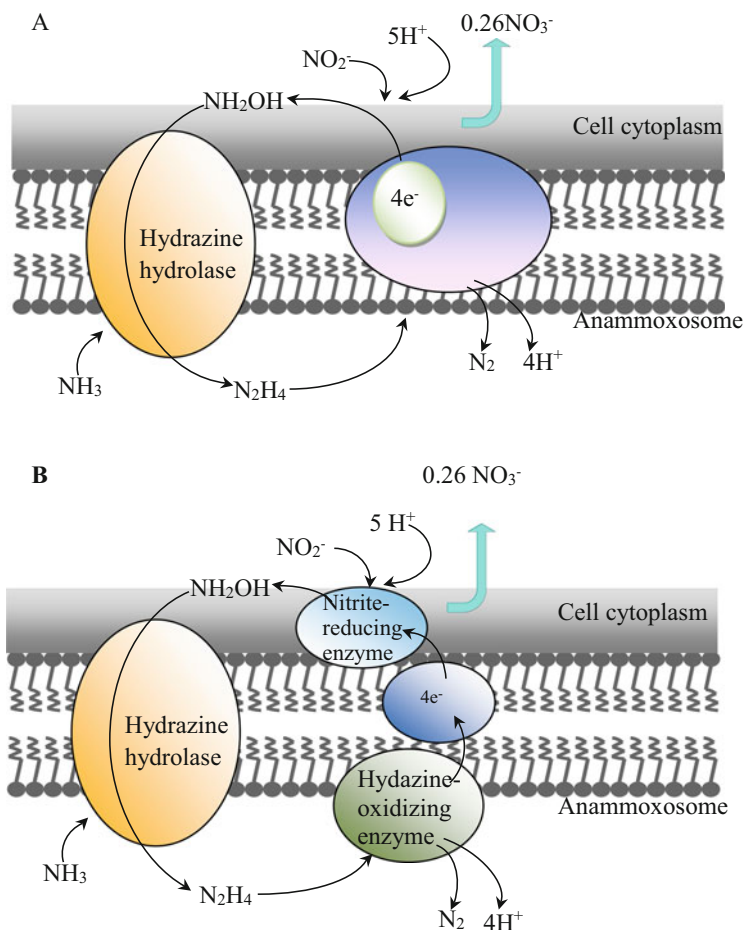 A
0.26NO₃⁻
5H⁺
NO₂⁻
NH₂OH
Cell cytoplasm
4e⁻
Hydrazine
hydrolase
Anammoxosome
NH₃
N₂H₄
N₂
4H⁺
B
0.26 NO₃⁻
5 H⁺
NO₂⁻
NH₂OH
Nitrite-
reducing
enzyme
Cell cytoplasm
4e⁻
Hydrazine
hydrolase
Hydazine-
oxidizing
enzyme
Anammoxosome
NH₃
N₂H₄
N₂
4H⁺